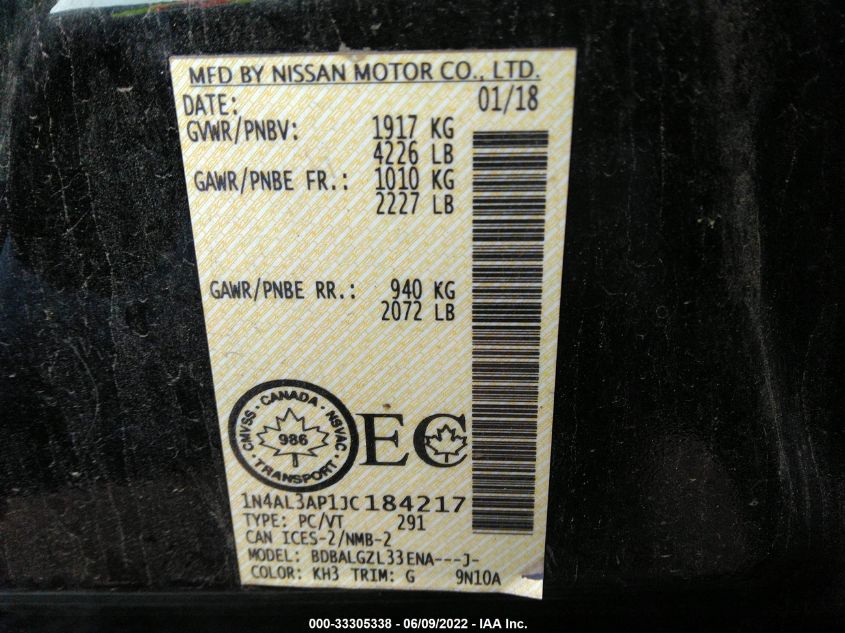 MFD BY NISSAN MOTOR CO., LTD.
DATE: 01/18
GVWR/PNBV: 1917 KG
4226 LB
GAWR/PNBE FR.: 1010 KG
2227 LB
GAWR/PNBE RR.: 940 KG
2072 LB
CMVSS · CANADA · NSVAC · TRANSPORT ·
986
EC
1N4AL3AP1JC184217
TYPE: PC/VT 291
CAN ICES-2/NMB-2
MODEL: BDBALGZL33ENA---J-
COLOR: KH3 TRIM: G 9N10A
000-33305338 - 06/09/2022 - IAA Inc.